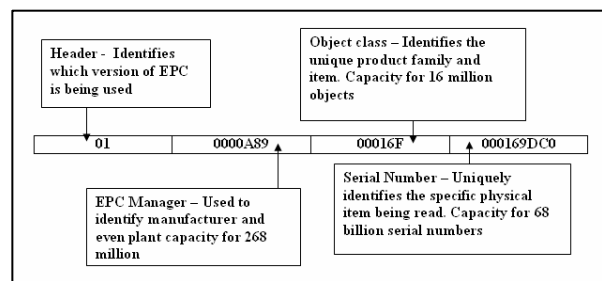 Header -  Identifies
which version of EPC
is being used
Object class – Identifies the
unique product family and
item. Capacity for 16 million
objects
01
0000A89
00016F
000169DC0
EPC Manager – Used to
identify manufacturer and
even plant capacity for 268
million
Serial Number – Uniquely
identifies the specific physical
item being read. Capacity for 68
billion serial numbers